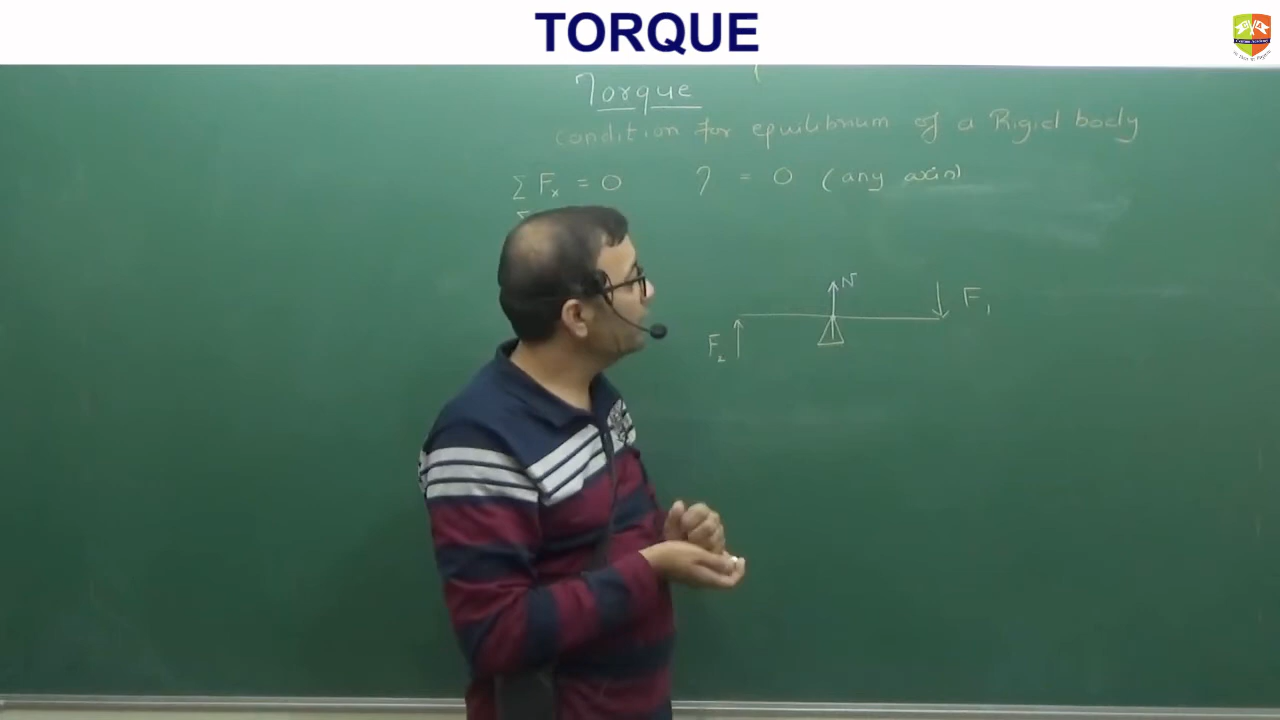 TORQUE
Torque
condition for equilibrium of a Rigid body
Σ Fx = 0 τ = 0 (any axis)
Σ
N
F1
F2